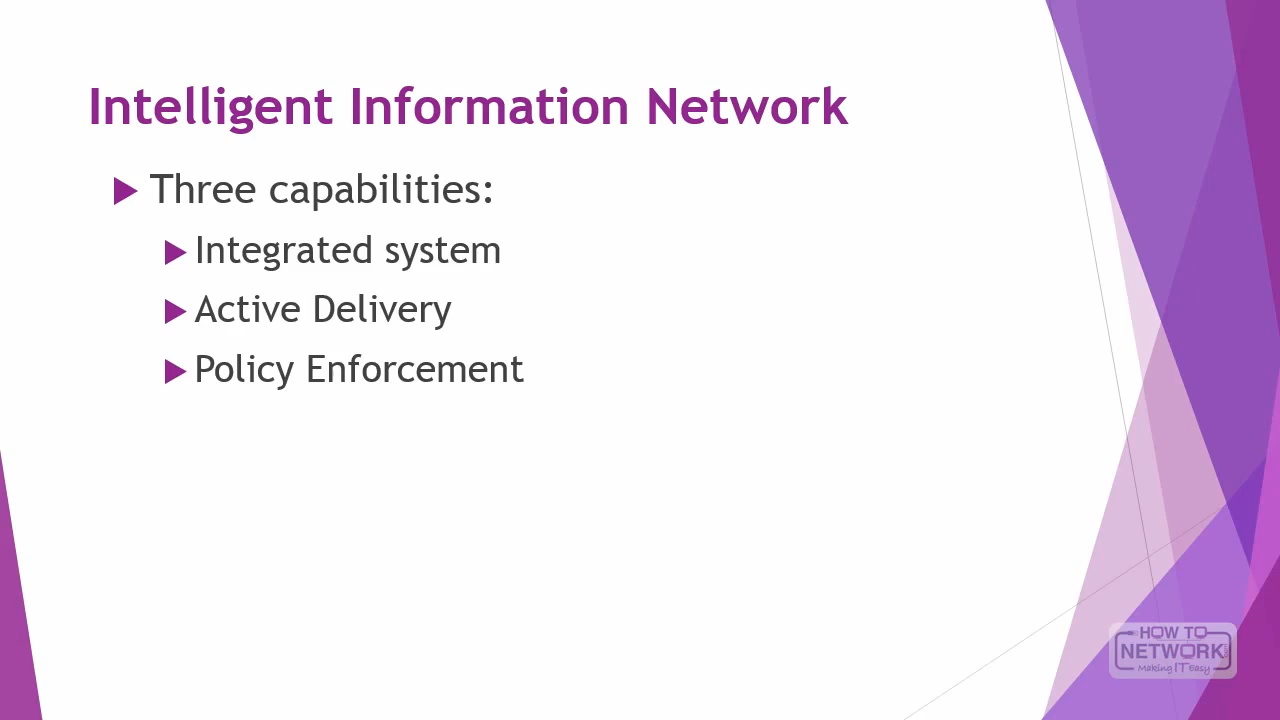 Intelligent Information Network
Three capabilities:
Integrated system
Active Delivery
Policy Enforcement
HOW TO
NETWORK
Making IT Easy